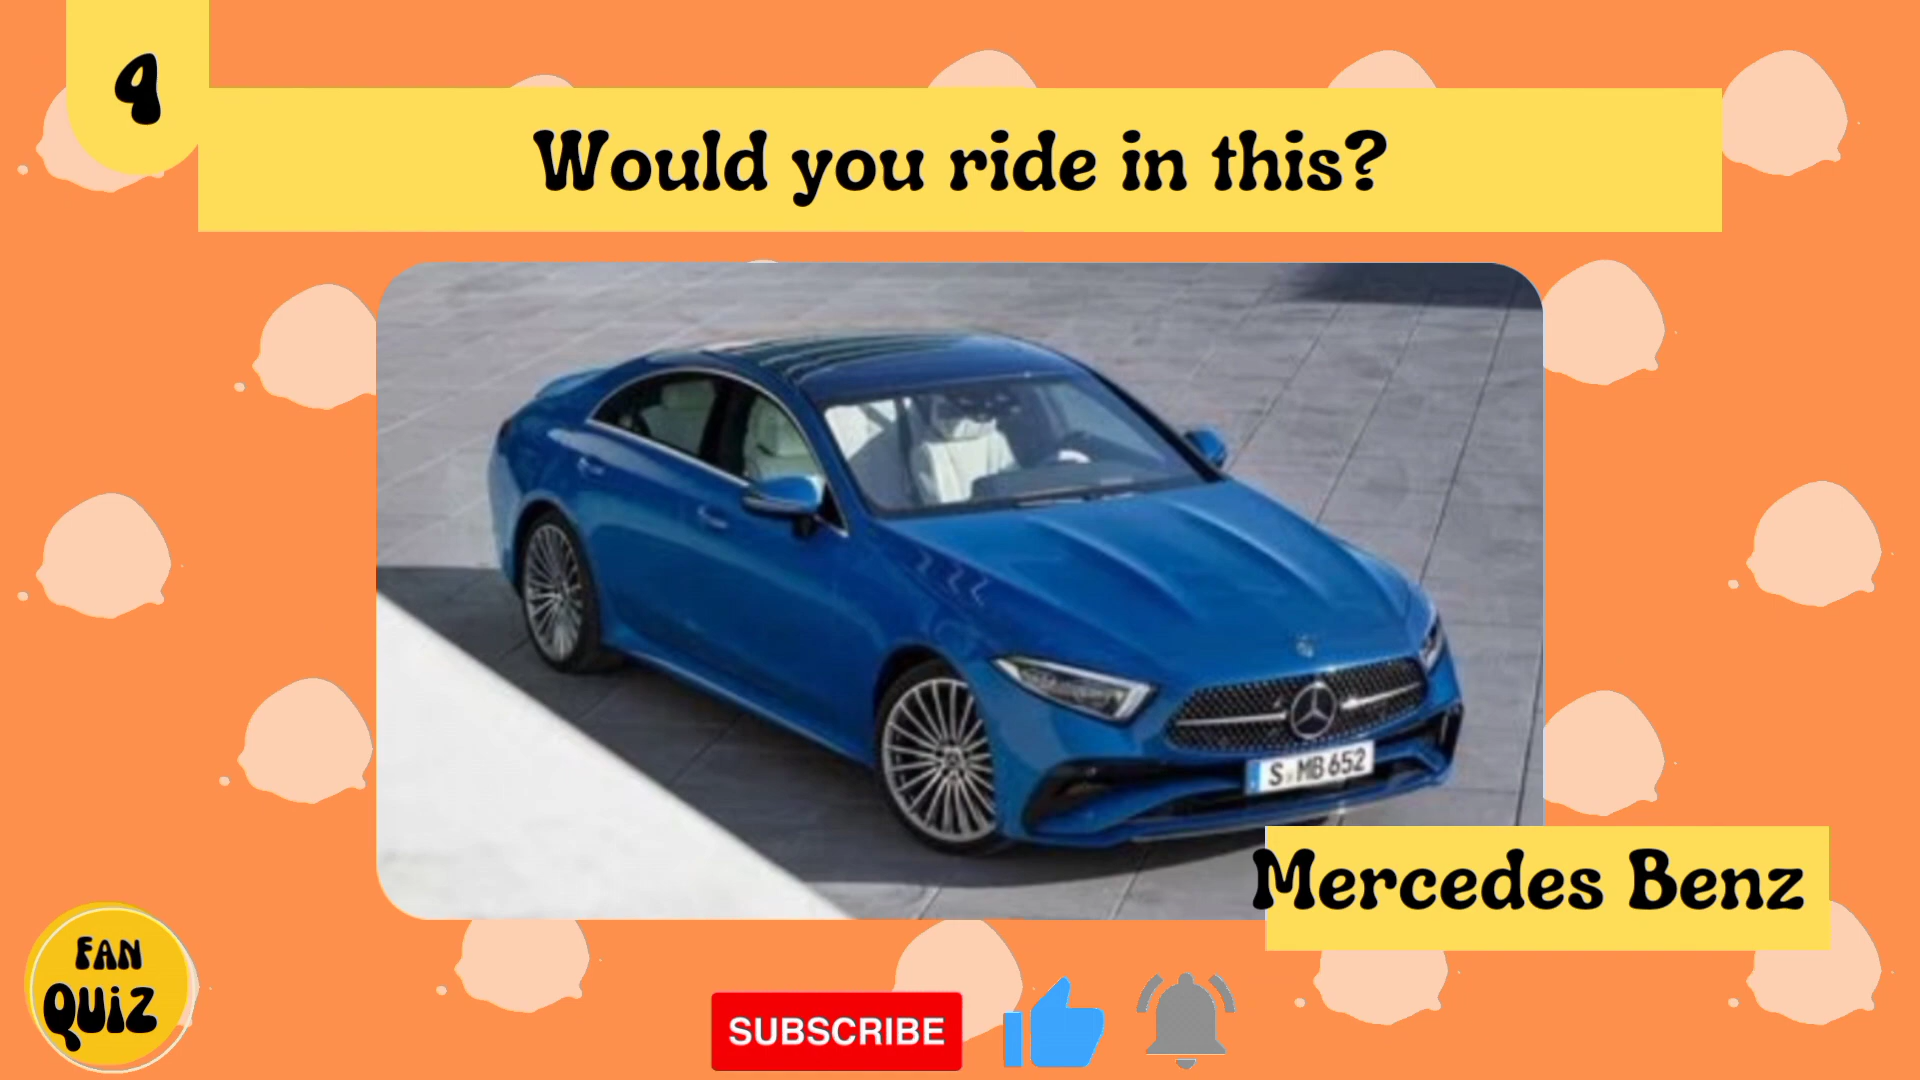 9
Would you ride in this?
S MB 652
Mercedes Benz
FAN
QUiZ
SUBSCRIBE